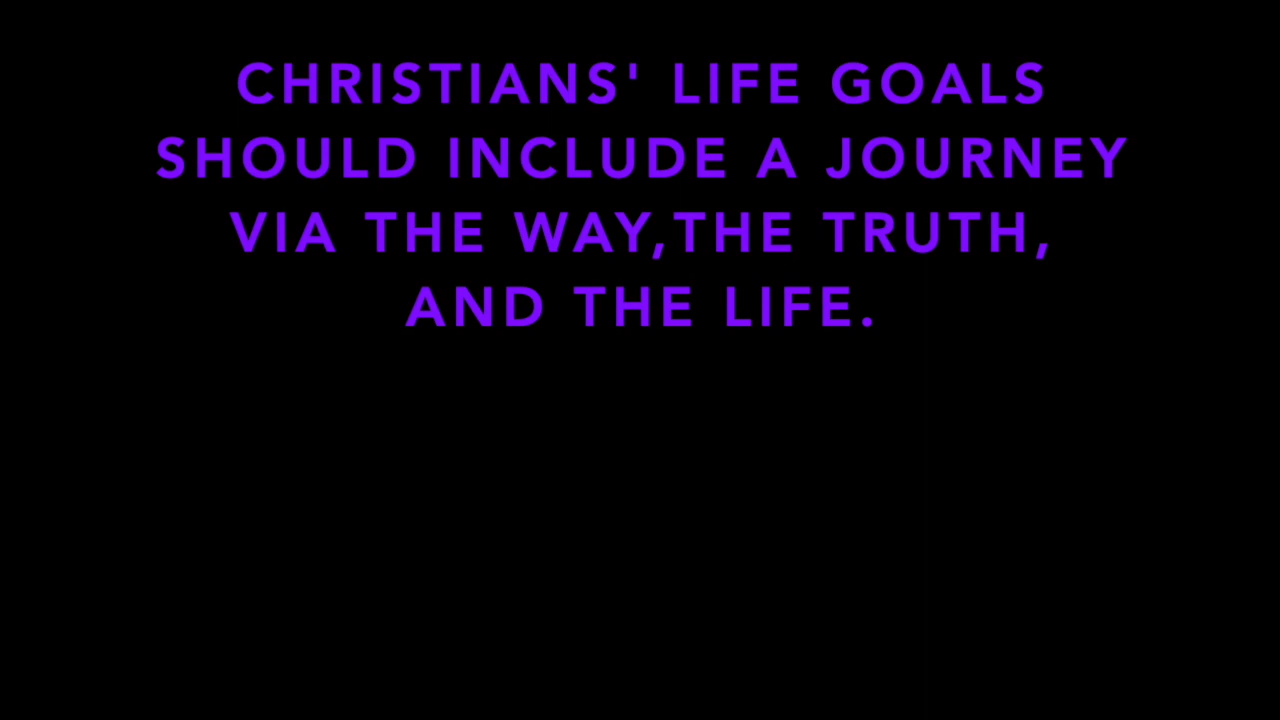 CHRISTIANS' LIFE GOALS
SHOULD INCLUDE A JOURNEY
VIA THE WAY,THE TRUTH,
AND THE LIFE.